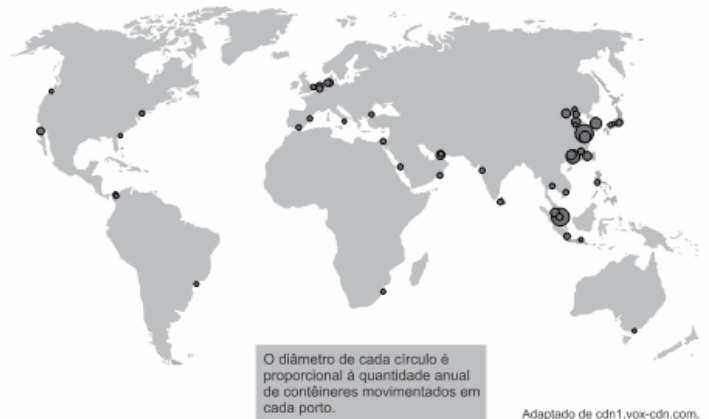 O diâmetro de cada círculo é
proporcional à quantidade anual
de contêineres movimentados em
cada porto.
Adaptado de cdn1.vox-cdn.com.